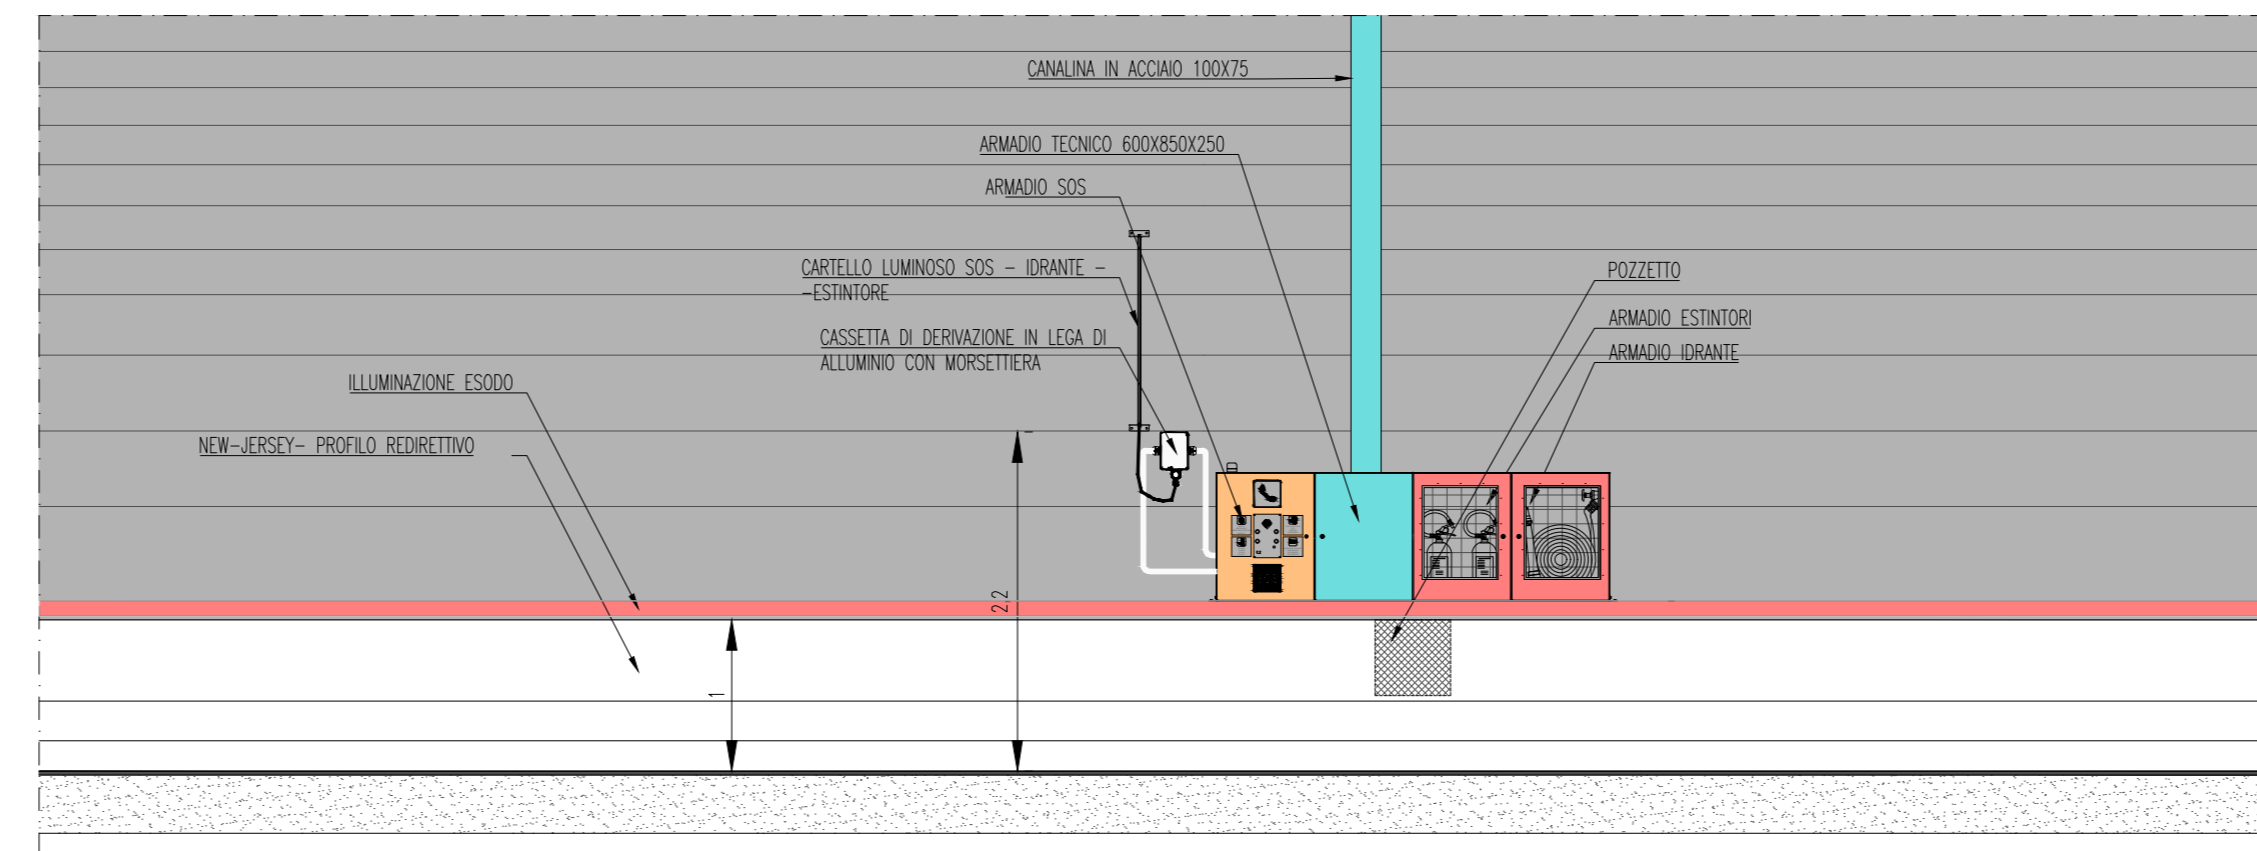 CANALINA IN ACCIAIO 100X75
ARMADIO TECNICO 600X850X250
ARMADIO SOS
CARTELLO LUMINOSO SOS – IDRANTE –
–ESTINTORE
POZZETTO
ARMADIO ESTINTORI
CASSETTA DI DERIVAZIONE IN LEGA DI
ALLUMINIO CON MORSETTIERA
ARMADIO IDRANTE
ILLUMINAZIONE ESODO
NEW-JERSEY- PROFILO REDIRETTIVO
2,2
1